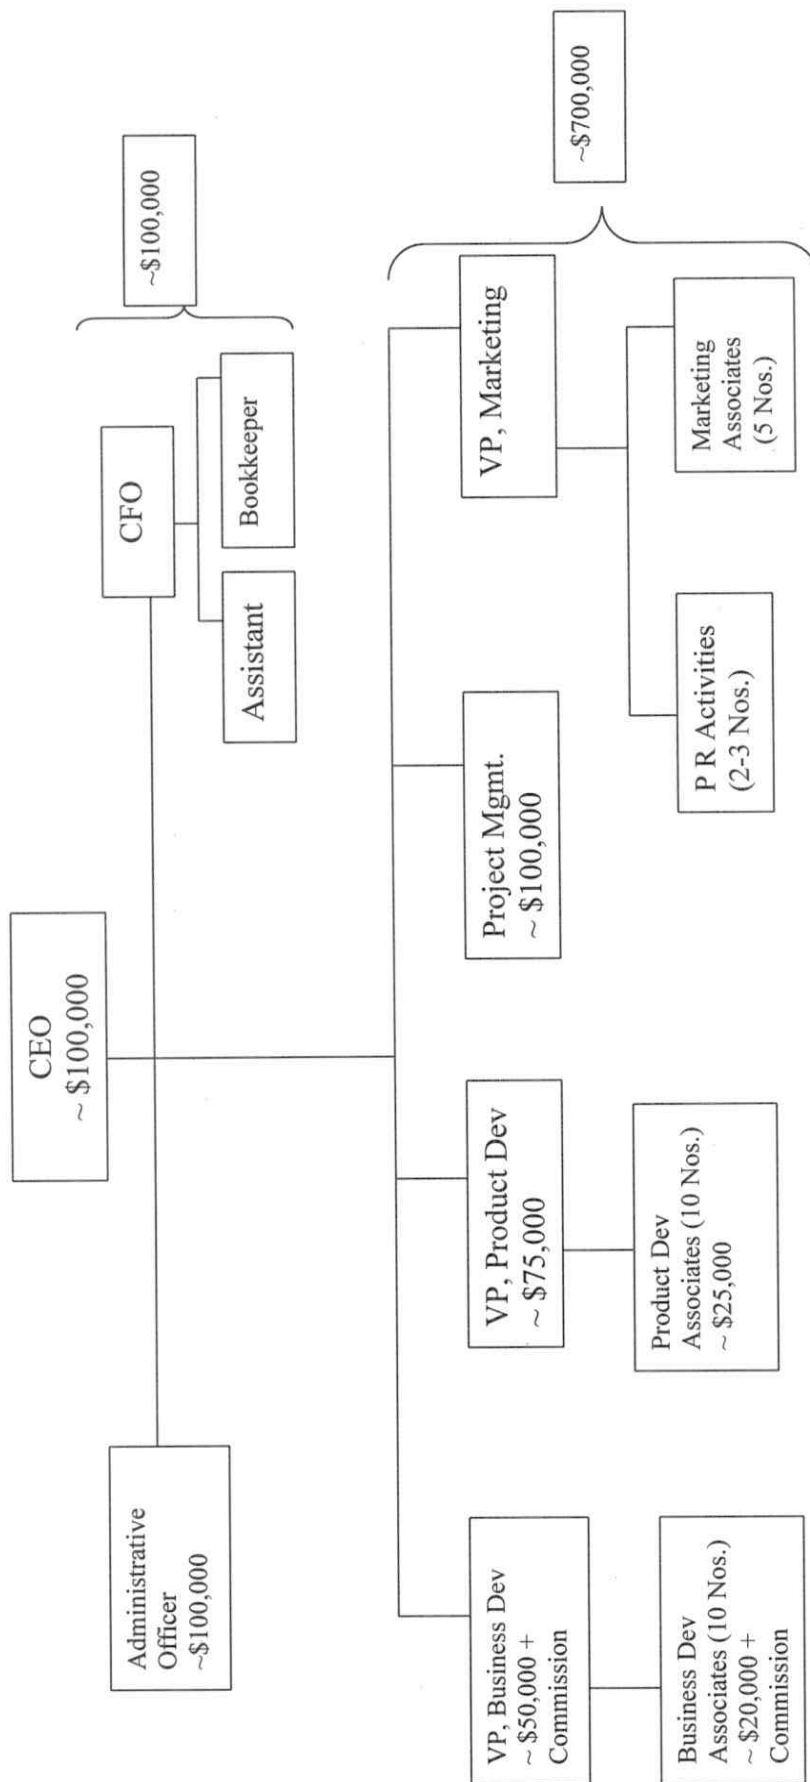 CEO
~ $100,000
Administrative
Officer
~$100,000
CFO
Assistant
Bookkeeper
~$100,000
VP, Business Dev
~ $50,000 +
Commission
VP, Product Dev
~ $75,000
Project Mgmt.
~ $100,000
VP, Marketing
~$700,000
Business Dev
Associates (10 Nos.)
~ $20,000 +
Commission
Product Dev
Associates (10 Nos.)
~ $25,000
P R Activities
(2-3 Nos.)
Marketing
Associates
(5 Nos.)